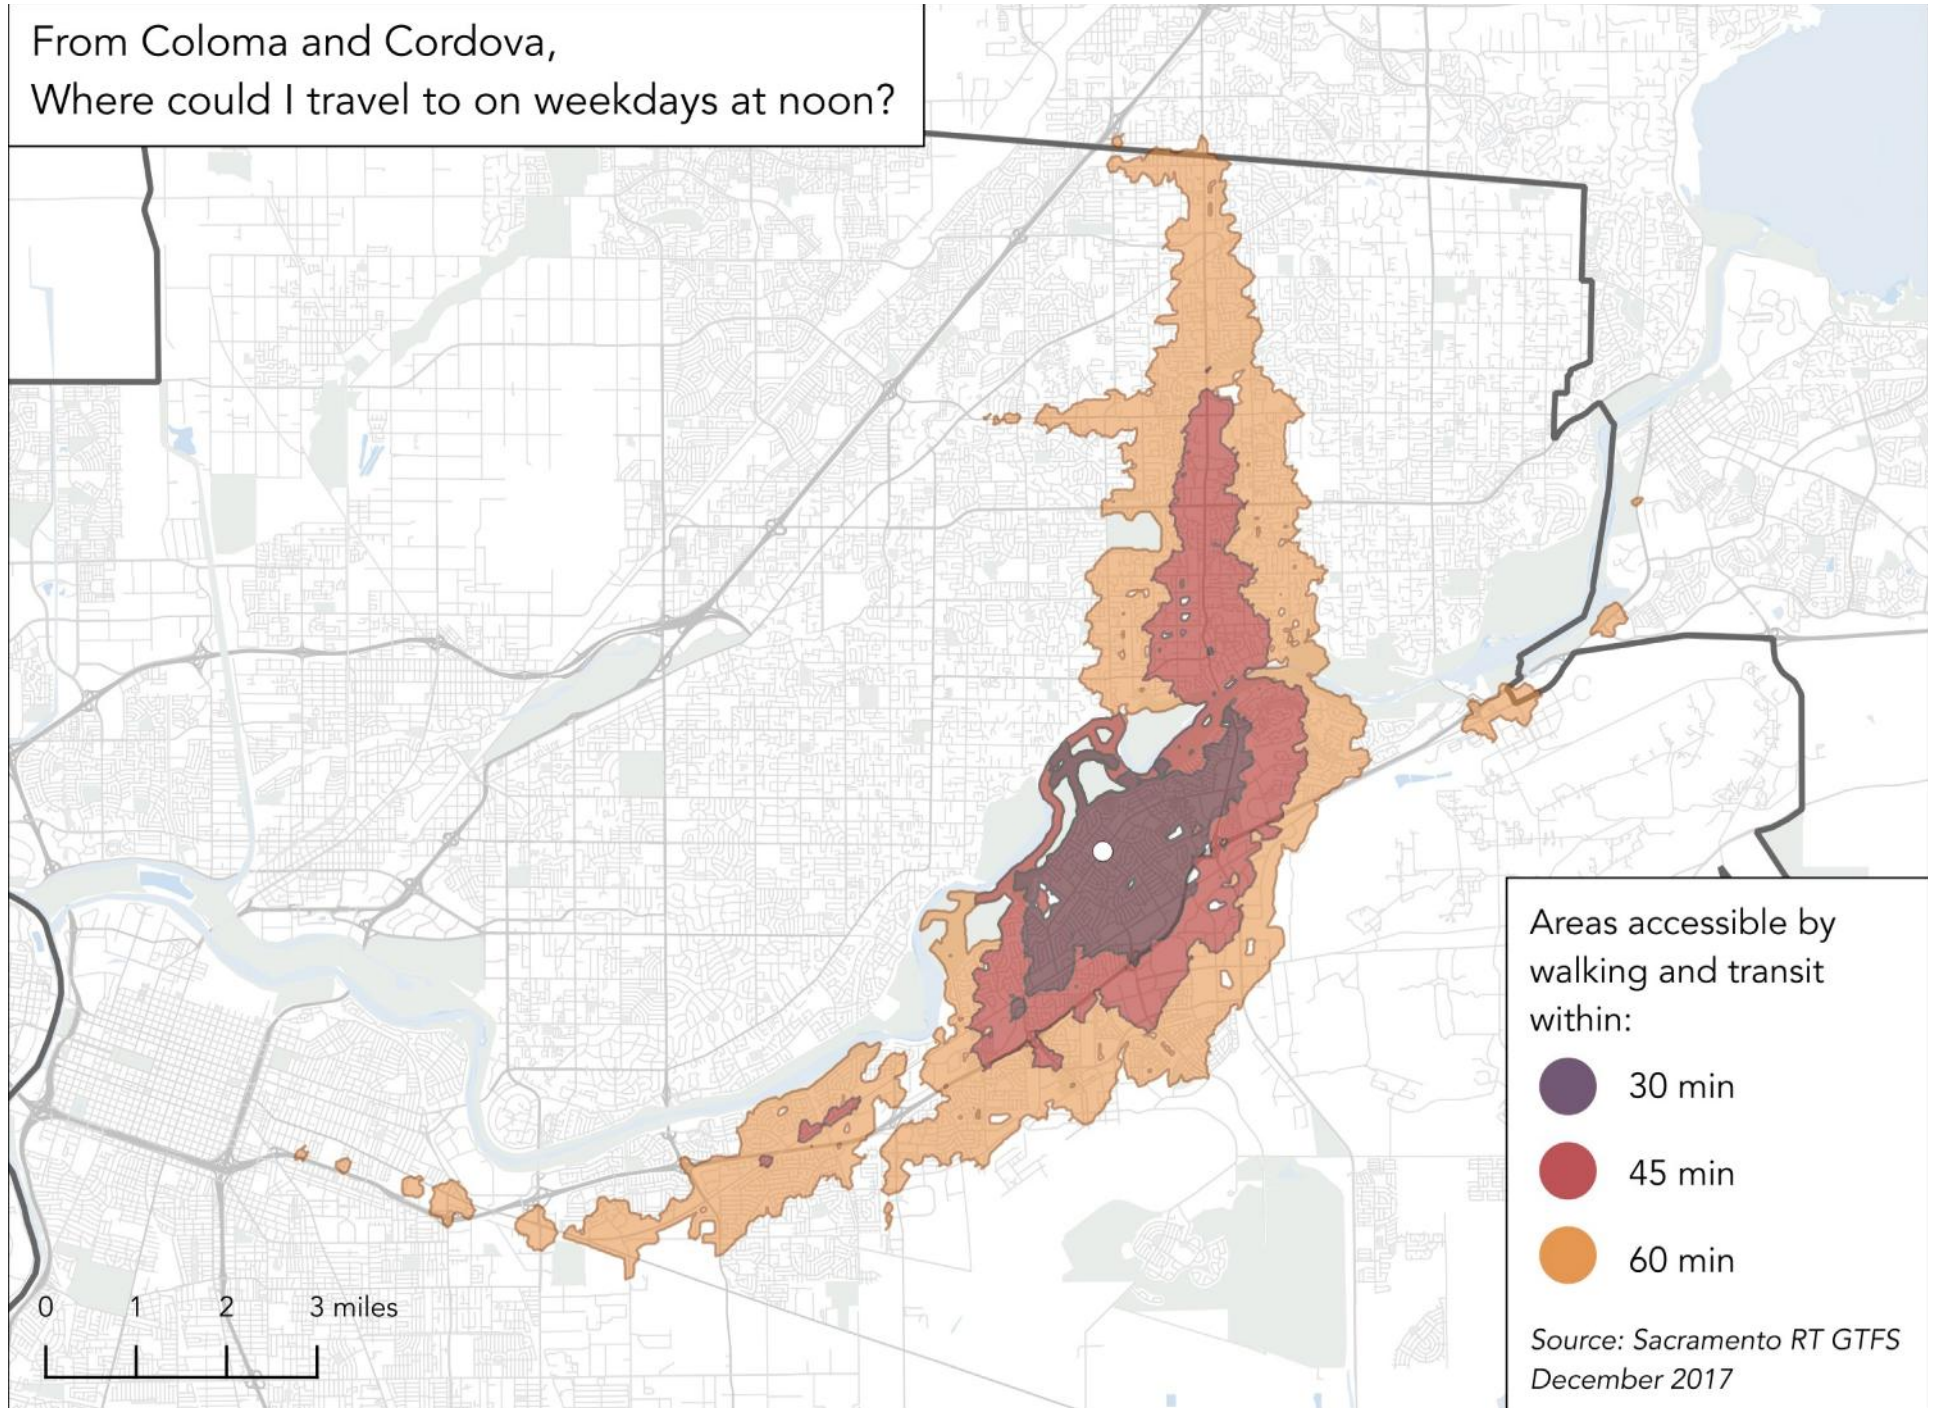 From Coloma and Cordova,
Where could I travel to on weekdays at noon?
Areas accessible by
walking and transit
within:
30 min
45 min
60 min
0 1 2 3 miles
Source: Sacramento RT GTFS
December 2017